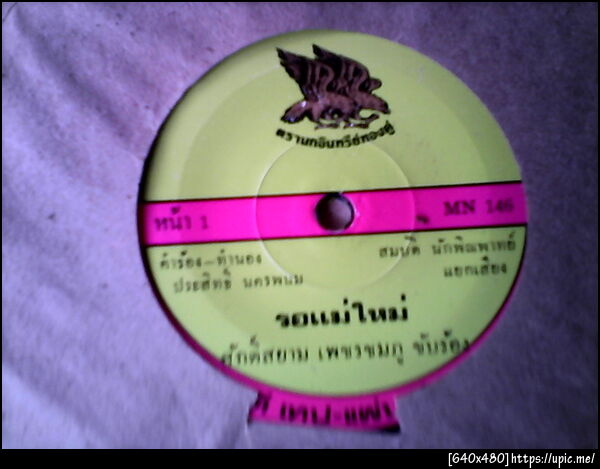 ตรานกอินทรีย์ทองคู่
หน้า 1
MN 146
คำร้อง-ทำนอง
ประสิทธิ์ นครพนม
สมบัติ นักพิณพาทย์
แยกเสียง
รอแม่ใหม่
ศักดิ์สยาม เพชรชมภู ขับร้อง
[640x480]https://upic.me/